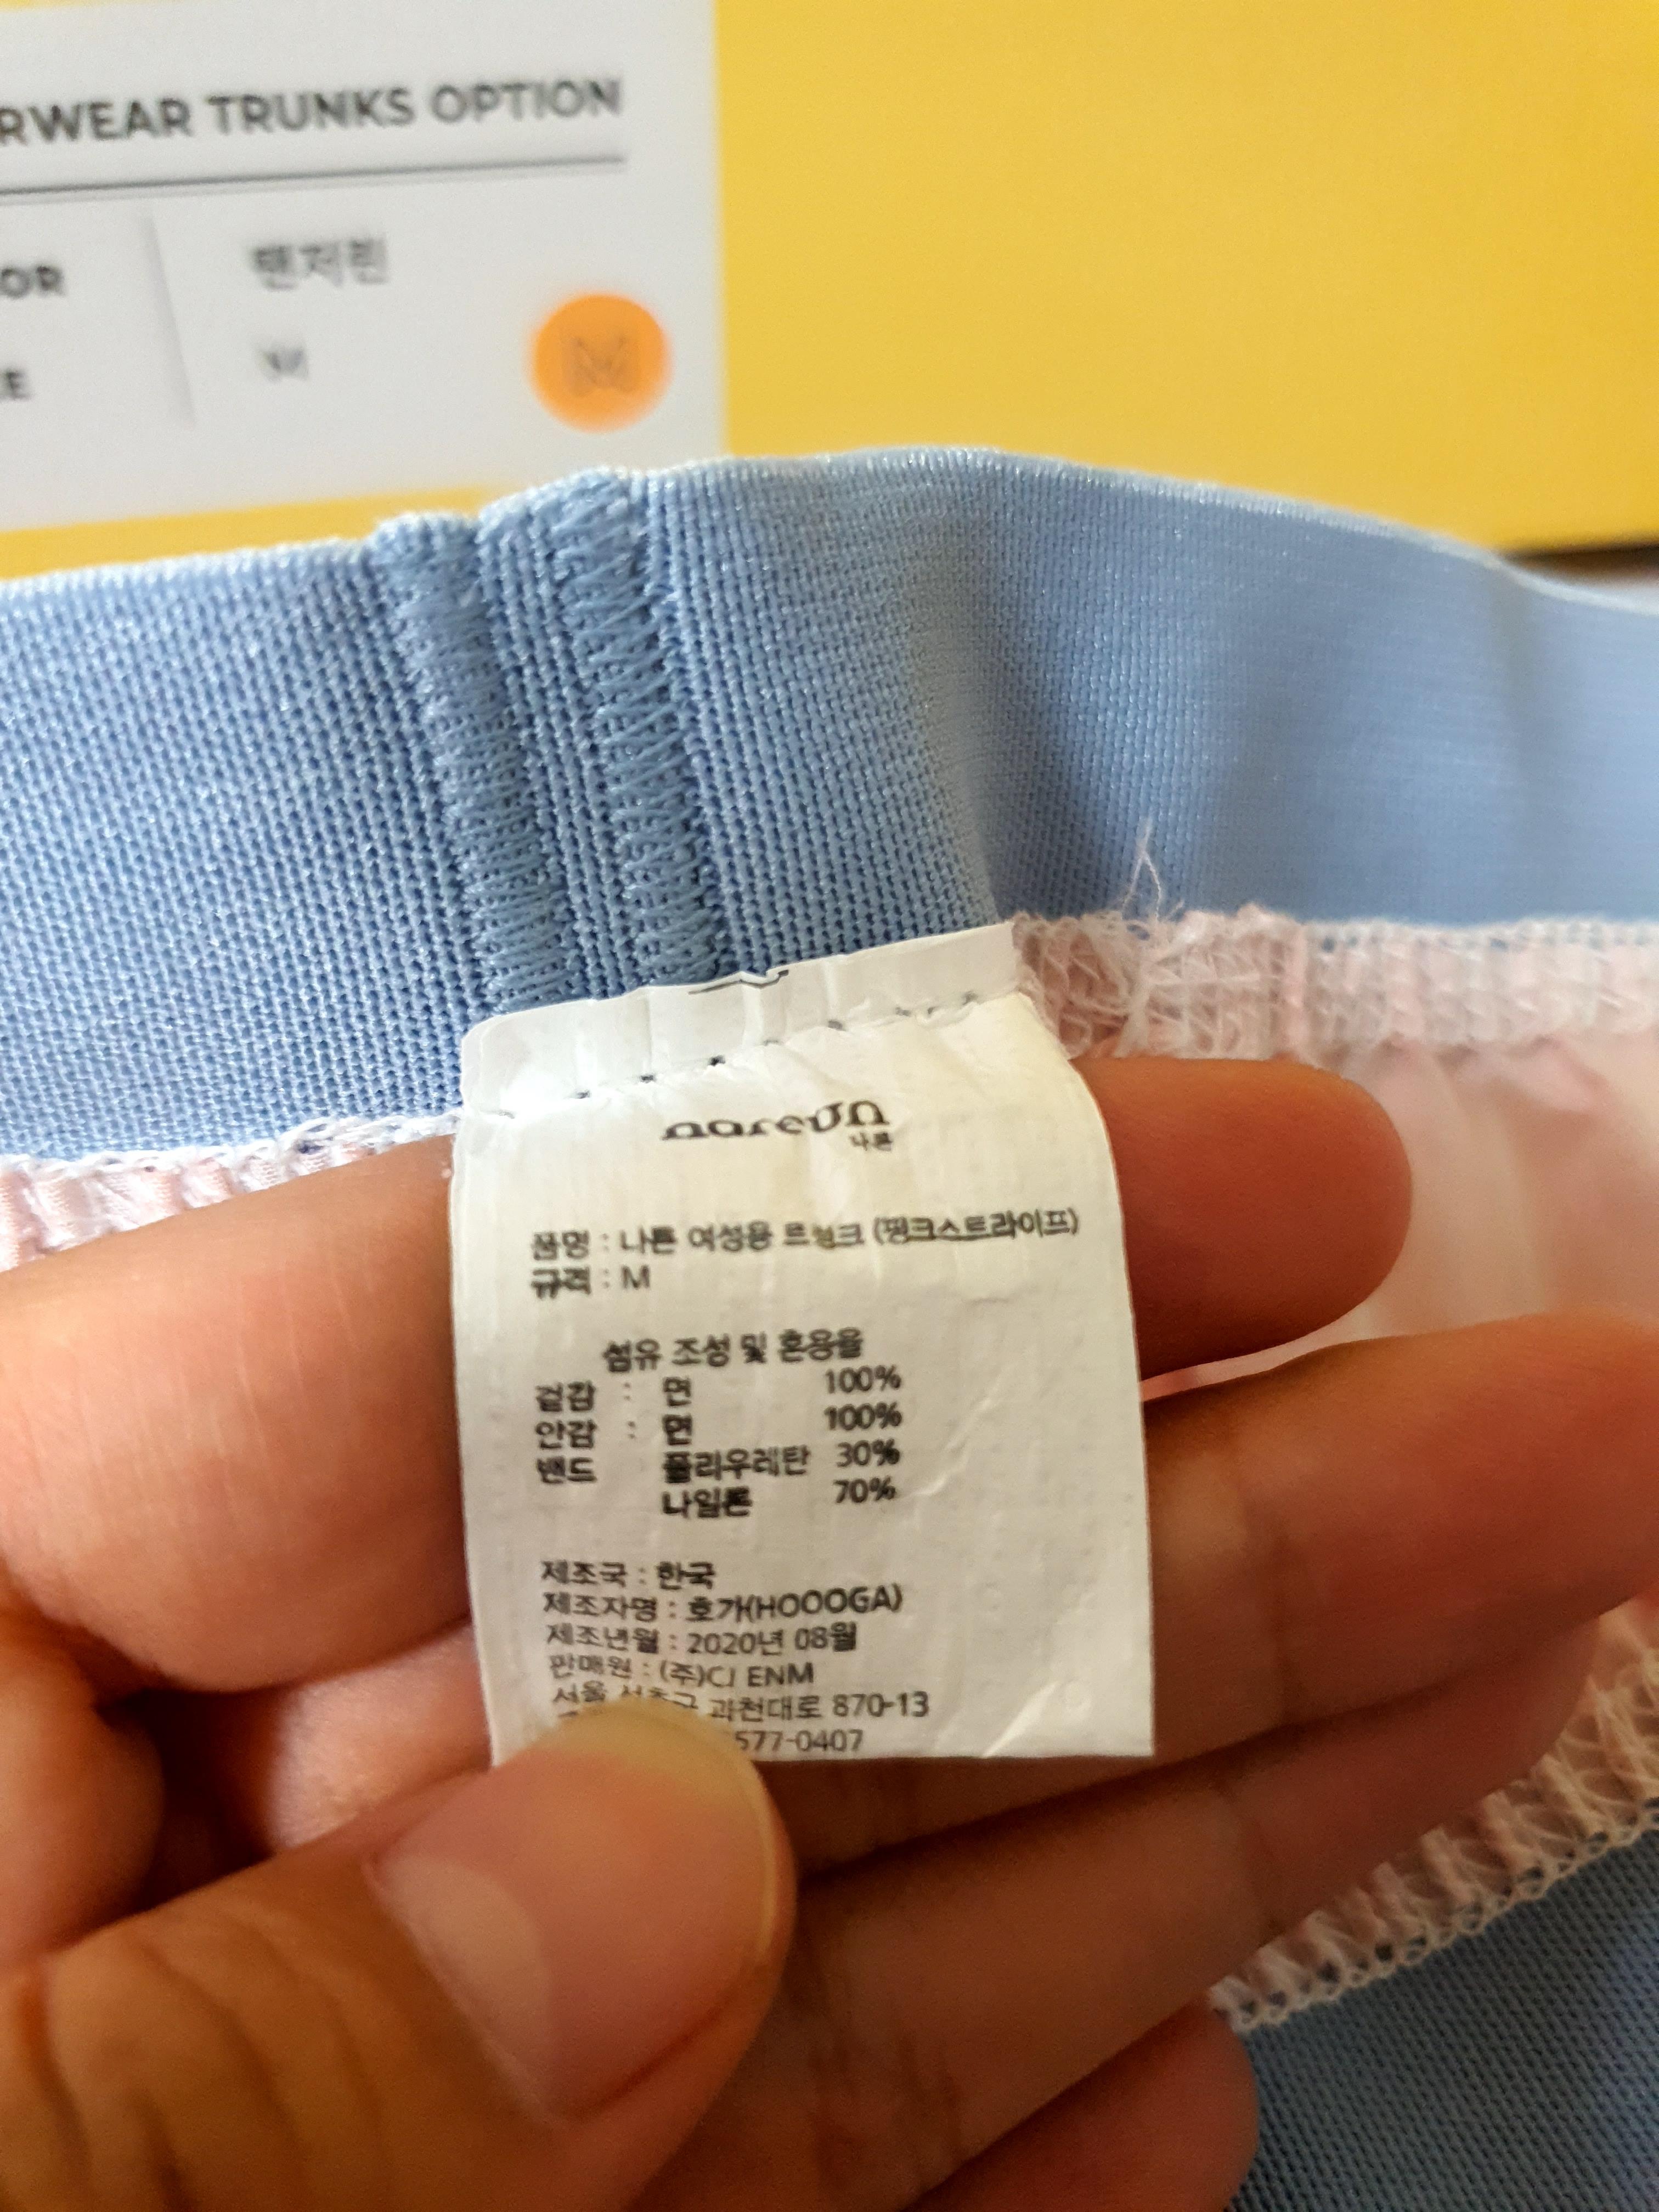 RWEAR TRUNKS OPTION
OR 탠저린
E M
M
nareun
나른
품명 : 나른 여성용 트렁크 (핑크스트라이프)
규격 : M
섬유 조성 및 혼용율
겉감 : 면 100%
안감 : 면 100%
밴드 폴리우레탄 30%
나일론 70%
제조국 : 한국
제조자명 : 호가(HOOOGA)
제조년월 : 2020년 08월
판매원 : (주)CJ ENM
서울 서초구 과천대로 870-13
577-0407